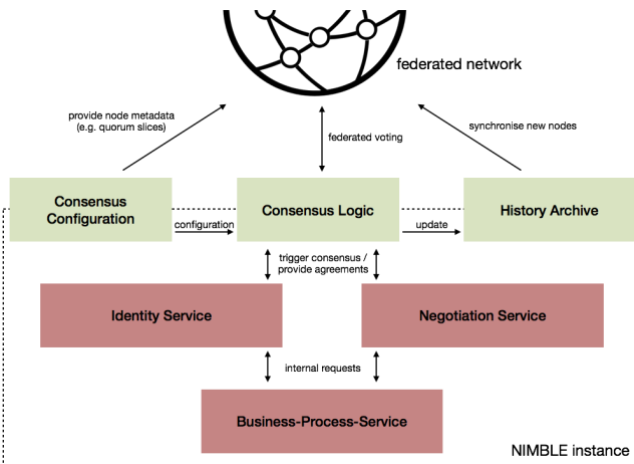 federated network
provide node metadata
(e.g. quorum slices)
federated voting
synchronise new nodes
Consensus
Configuration
configuration
Consensus Logic
update
History Archive
trigger consensus /
provide agreements
Identity Service
Negotiation Service
internal requests
Business-Process-Service
NIMBLE instance